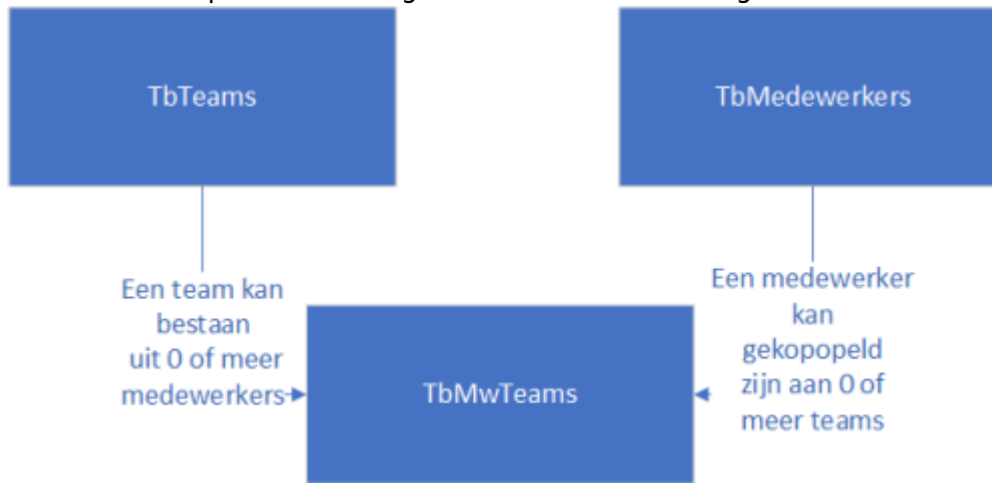 TbTeams
TbMedewerkers
Een team kan
bestaan
uit 0 of meer
medewerkers
Een medewerker
kan
gekopopeld
zijn aan 0 of
meer teams
TbMwTeams